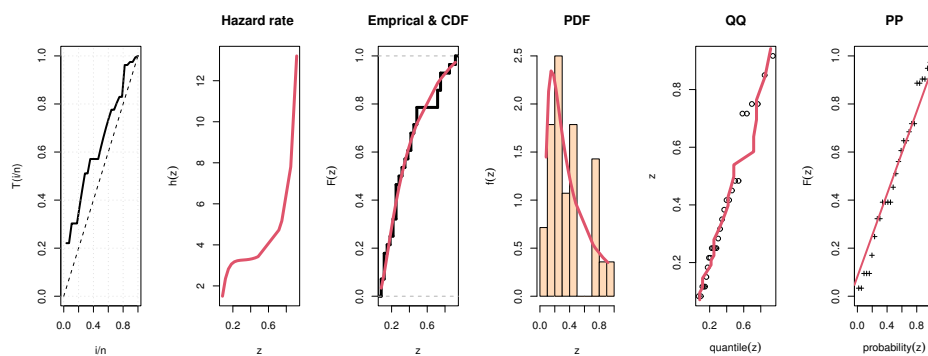 Hazard rate
Emprical & CDF
PDF
QQ
PP
T(i/n)
0.0 0.2 0.4 0.6 0.8 1.0
0.0 0.4 0.8
i/n
h(z)
2 4 6 8 10 12
0.2 0.6
z
F(z)
0.0 0.2 0.4 0.6 0.8 1.0
0.2 0.6
z
f(z)
0.0 0.5 1.0 1.5 2.0 2.5
0.0 0.4 0.8
z
z
0.2 0.4 0.6 0.8
0.2 0.6
quantile(z)
F(z)
0.0 0.2 0.4 0.6 0.8 1.0
0.0 0.4 0.8
probability(z)